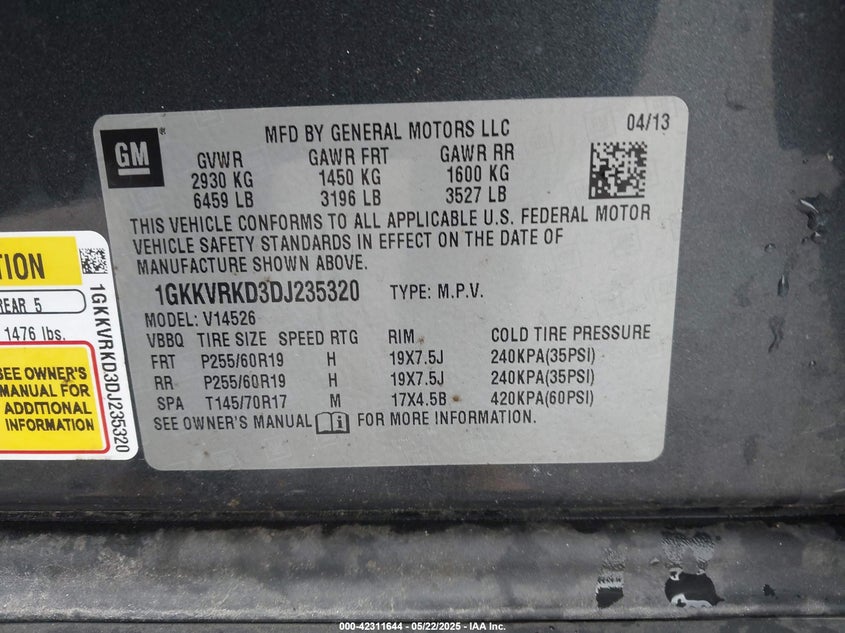 MFD BY GENERAL MOTORS LLC 04/13
GM
GVWR GAWR FRT GAWR RR
2930 KG 1450 KG 1600 KG
6459 LB 3196 LB 3527 LB
THIS VEHICLE CONFORMS TO ALL APPLICABLE U.S. FEDERAL MOTOR
VEHICLE SAFETY STANDARDS IN EFFECT ON THE DATE OF
MANUFACTURE SHOWN ABOVE.
1GKKVRKD3DJ235320 TYPE: M.P.V.
MODEL: V14526
VBBQ TIRE SIZE SPEED RTG RIM COLD TIRE PRESSURE
FRT P255/60R19 H 19X7.5J 240KPA(35PSI)
RR P255/60R19 H 19X7.5J 240KPA(35PSI)
SPA T145/70R17 M 17X4.5B 420KPA(60PSI)
SEE OWNER'S MANUAL FOR MORE INFORMATION.
TION
REAR 5
1476 lbs.
SEE OWNER'S
MANUAL FOR
ADDITIONAL
INFORMATION
1GKKVRKD3DJ235320
000-42311644 - 05/22/2025 - IAA Inc.